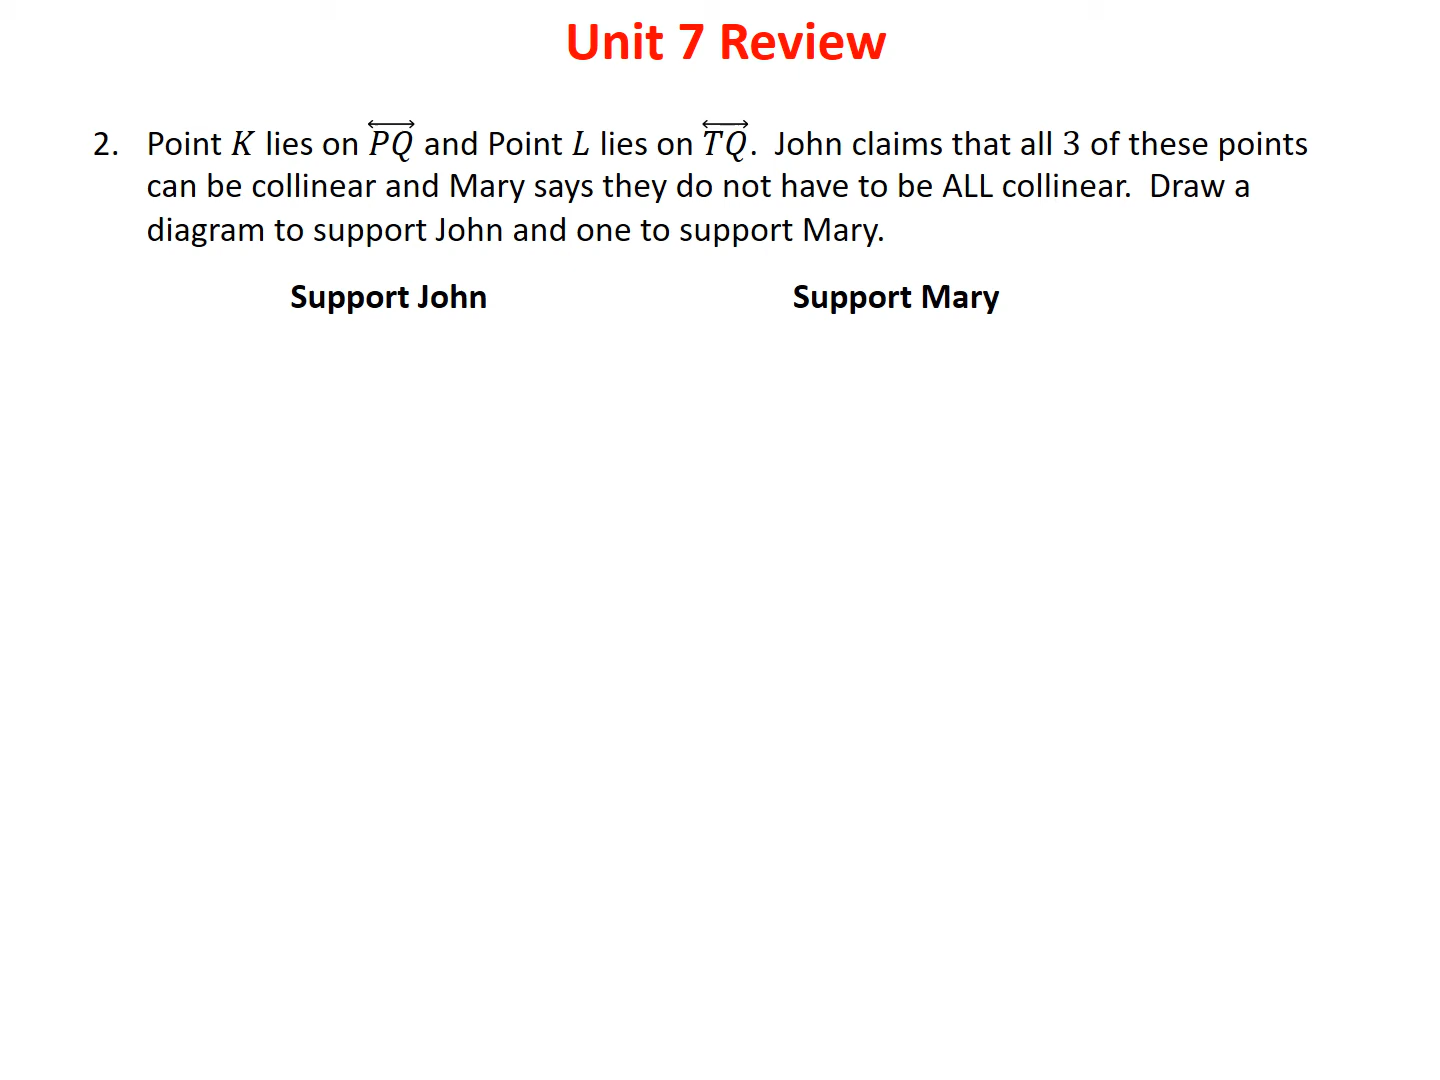 Unit 7 Review
2. Point K lies on \overleftrightarrow{PQ} and Point L lies on \overleftrightarrow{TQ}. John claims that all 3 of these points
can be collinear and Mary says they do not have to be ALL collinear. Draw a
diagram to support John and one to support Mary.
Support John Support Mary